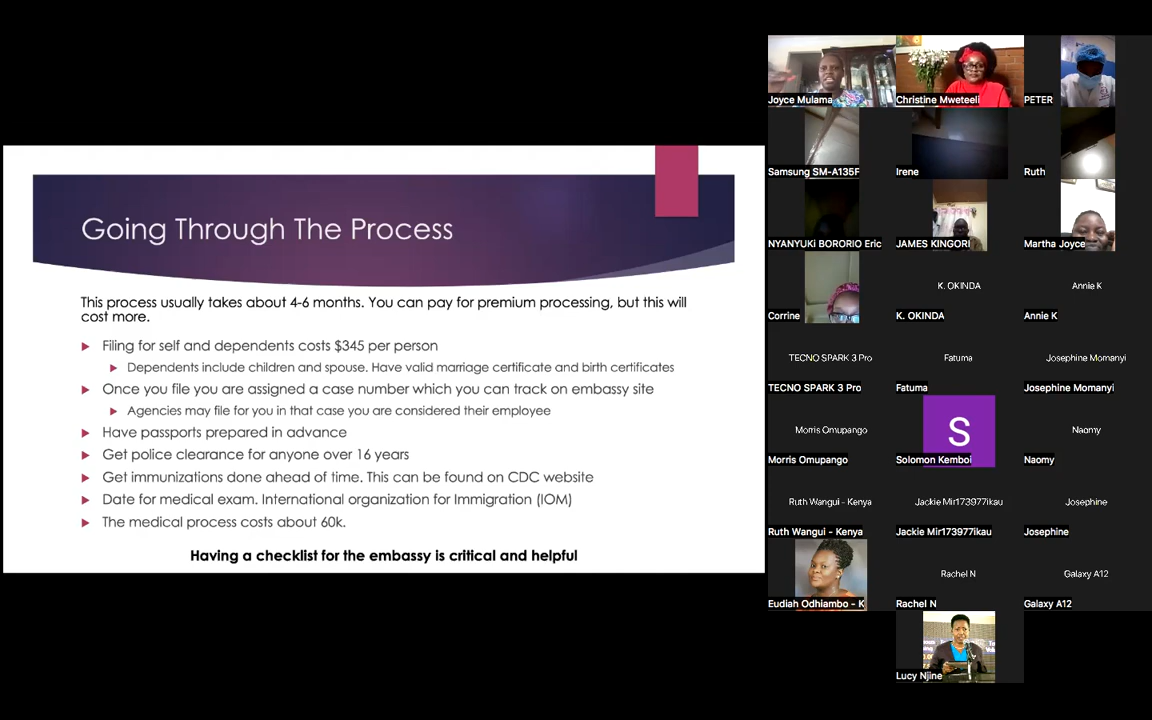 Going Through The Process
This process usually takes about 4-6 months. You can pay for premium processing, but this will
cost more.
Filing for self and dependents costs $345 per person
Dependents include children and spouse. Have valid marriage certificate and birth certificates
Once you file you are assigned a case number which you can track on embassy site
Agencies may file for you in that case you are considered their employee
Have passports prepared in advance
Get police clearance for anyone over 16 years
Get immunizations done ahead of time. This can be found on CDC website
Date for medical exam. International organization for Immigration (IOM)
The medical process costs about 60k.
Having a checklist for the embassy is critical and helpful
Joyce Mulama
Christine Mweteeli
PETER
Samsung SM-A135F
Irene
Ruth
NYANYUKi BORORIO Eric
JAMES KINGORI
Martha Joyce
Corrine
K. OKINDA
K. OKINDA
Annie K
Annie K
TECNO SPARK 3 Pro
TECNO SPARK 3 Pro
Fatuma
Fatuma
Josephine Momanyi
Josephine Momanyi
Morris Omupango
Morris Omupango
S
Solomon Kemboi
Naomy
Naomy
Ruth Wangui - Kenya
Ruth Wangui - Kenya
Jackie Mir173977ikau
Jackie Mir173977ikau
Josephine
Josephine
Eudiah Odhiambo - K
Rachel N
Rachel N
Galaxy A12
Galaxy A12
Lucy Njine